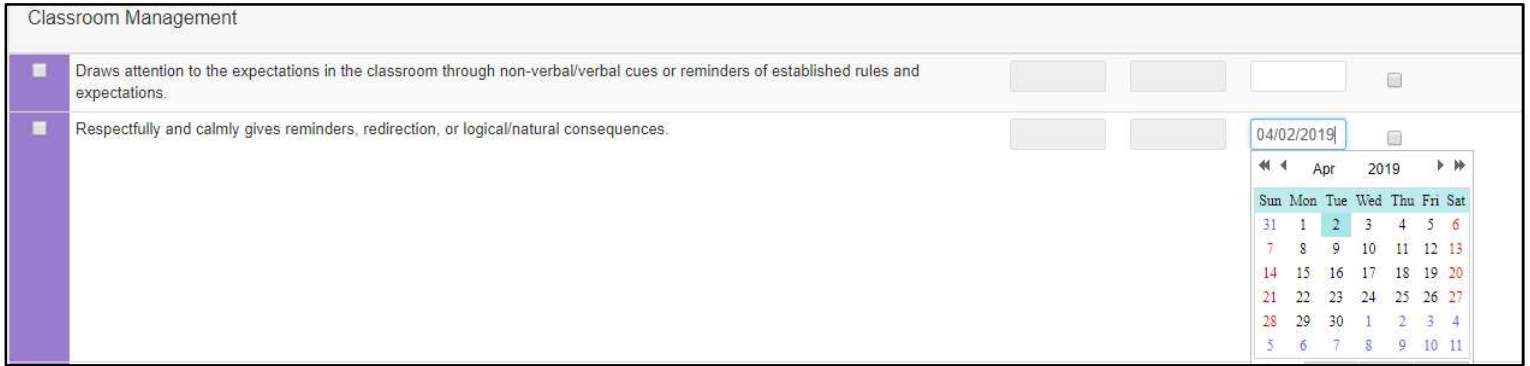 Classroom Management
Draws attention to the expectations in the classroom through non-verbal/verbal cues or reminders of established rules and
expectations.
Respectfully and calmly gives reminders, redirection, or logical/natural consequences.
04/02/2019
Apr 2019
Sun Mon Tue Wed Thu Fri Sat
31 1 2 3 4 5 6
7 8 9 10 11 12 13
14 15 16 17 18 19 20
21 22 23 24 25 26 27
28 29 30 1 2 3 4
5 6 7 8 9 10 11